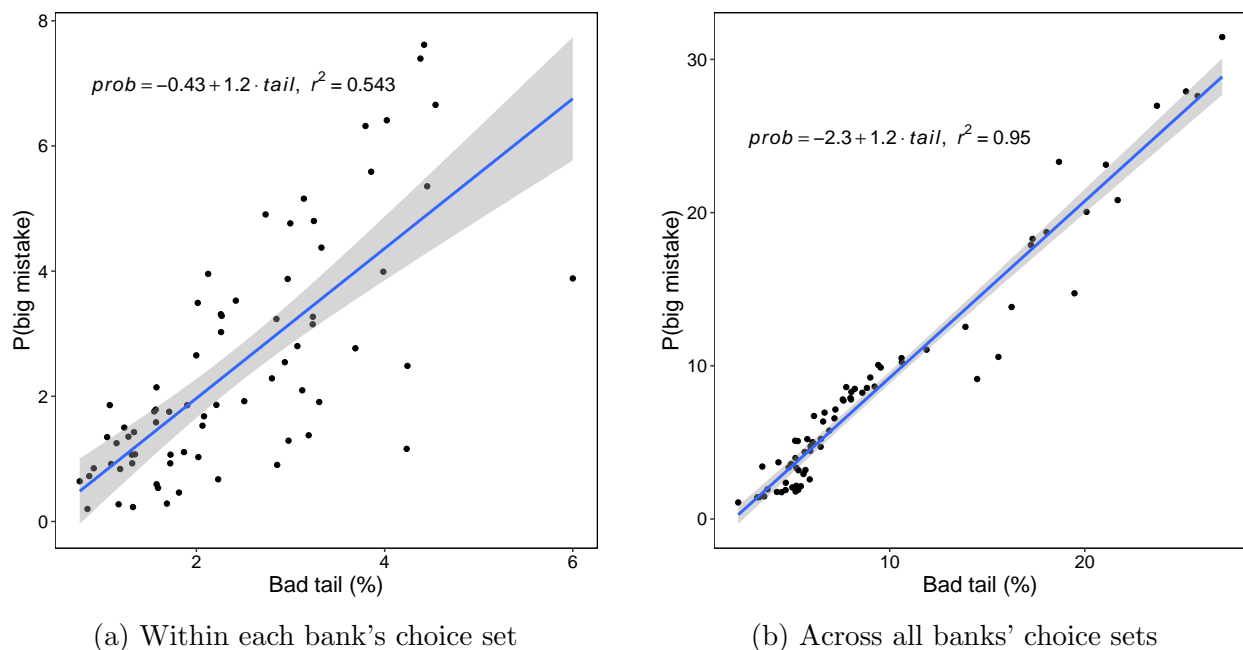 8
6
4
2
0
P(big mistake)
prob = −0.43 + 1.2 · tail, r² = 0.543
2 4 6
Bad tail (%)
(a) Within each bank's choice set
30
20
10
0
P(big mistake)
prob = −2.3 + 1.2 · tail, r² = 0.95
10 20
Bad tail (%)
(b) Across all banks' choice sets